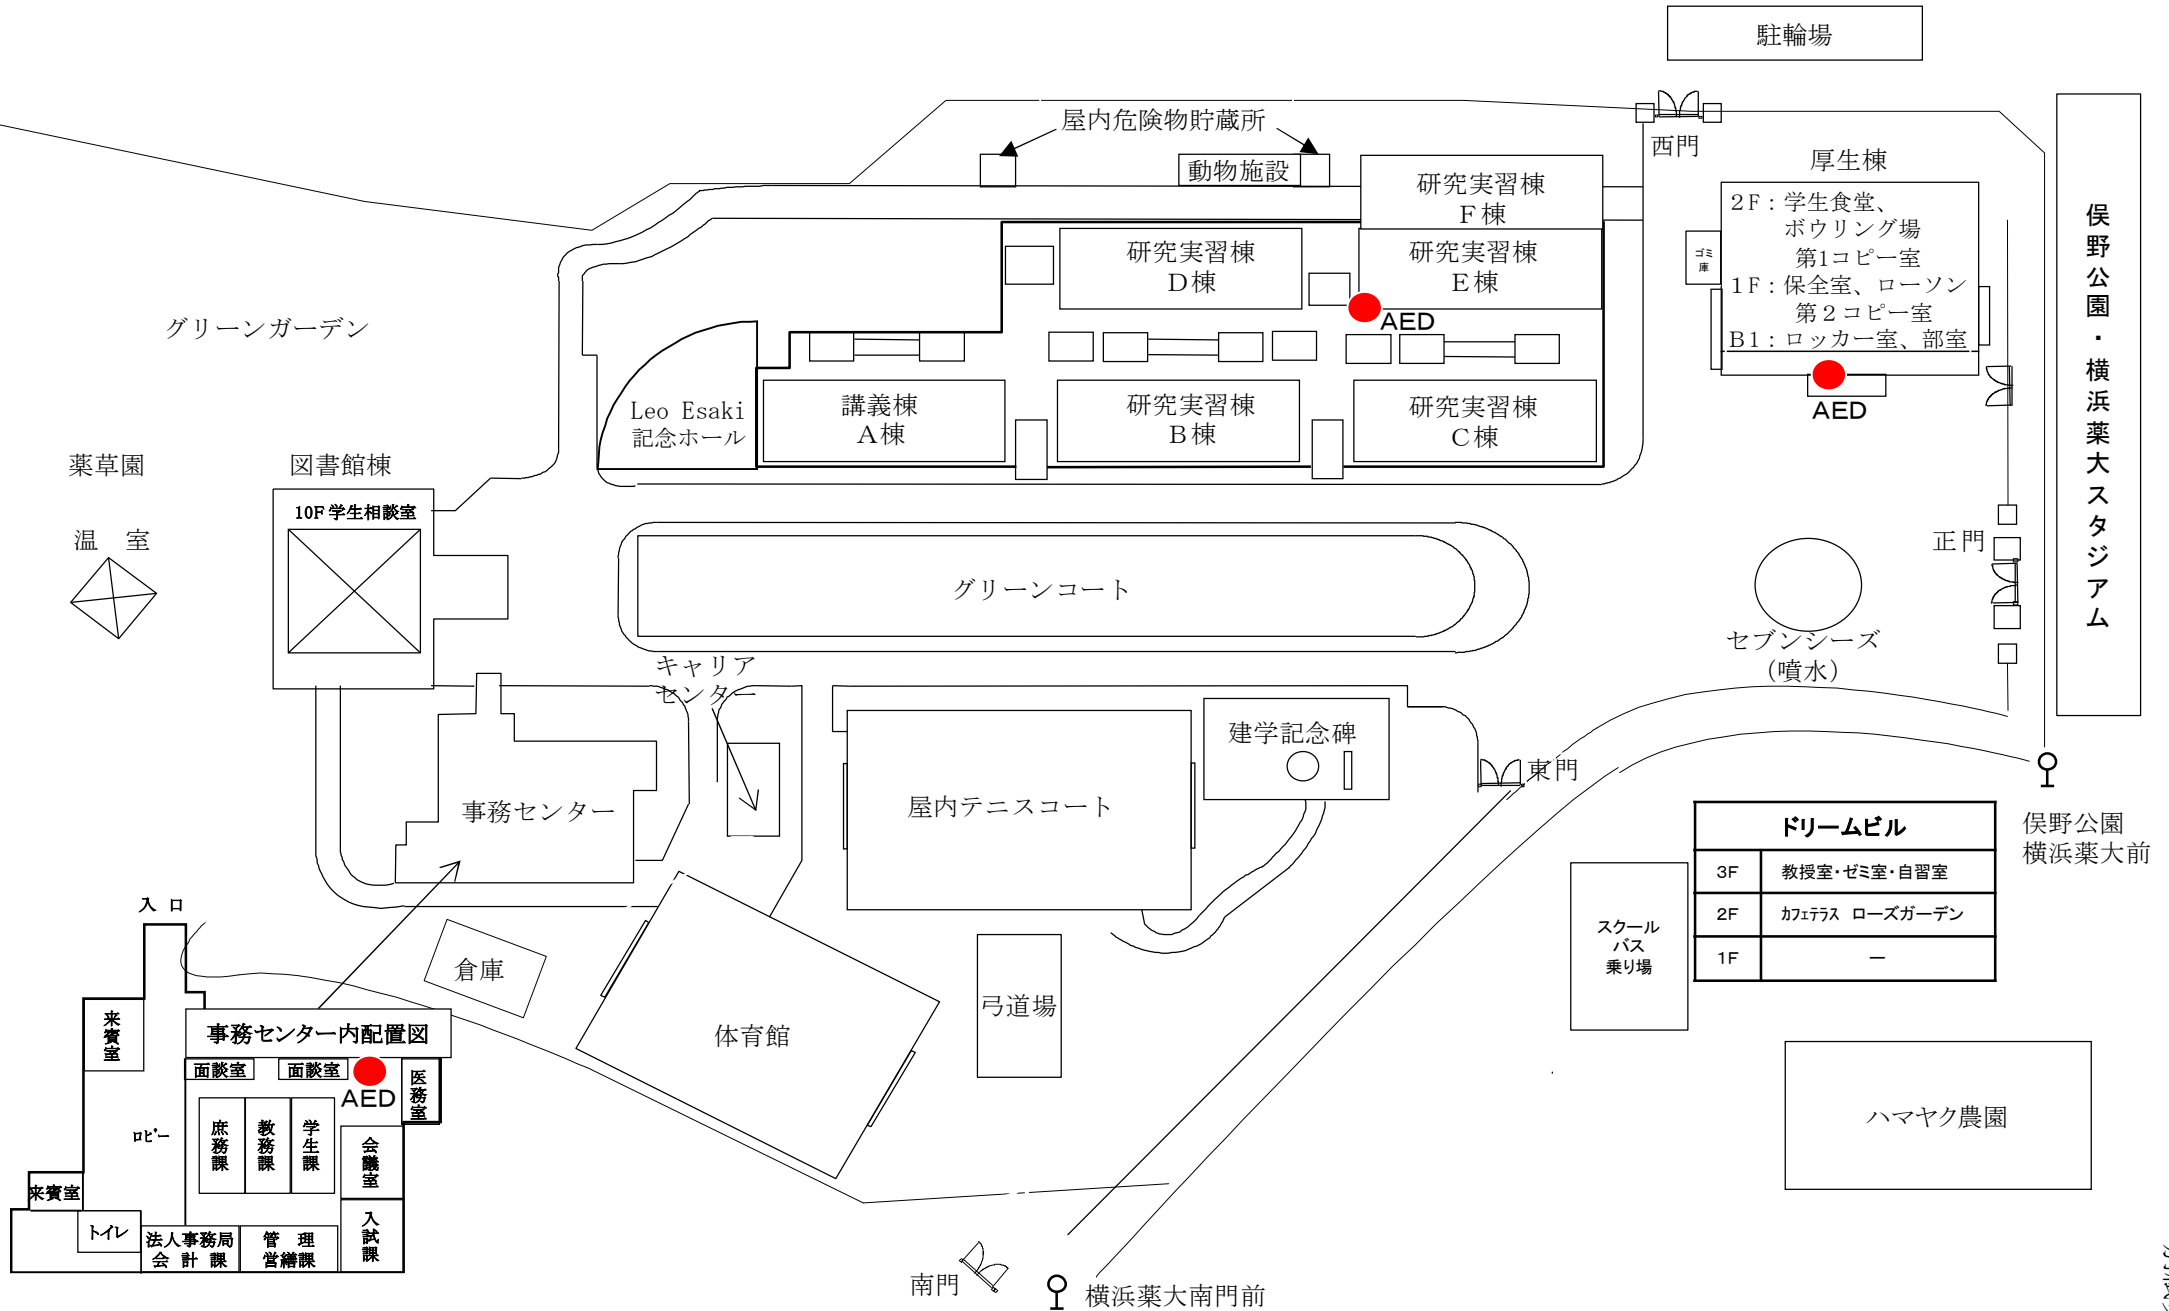 駐輪場
屋内危険物貯蔵所
西門
厚生棟
動物施設
研究実習棟
F棟
2F：学生食堂、
ボウリング場
第1コピー室
1F：保全室、ローソン
第2コピー室
B1：ロッカー室、部室
ゴミ
庫
AED
俣野公園・横浜薬大スタジアム
研究実習棟
D棟
研究実習棟
E棟
AED
グリーンガーデン
Leo Esaki
記念ホール
講義棟
A棟
研究実習棟
B棟
研究実習棟
C棟
薬草園
図書館棟
10F 学生相談室
温　室
グリーンコート
正門
セブンシーズ
（噴水）
キャリア
センター
建学記念碑
東門
事務センター
屋内テニスコート
俣野公園
横浜薬大前
ドリームビル
3F　教授室・ゼミ室・自習室
2F　カフェテラス　ローズガーデン
1F　－
スクール
バス
乗り場
入 口
倉庫
体育館
弓道場
来賓室
事務センター内配置図
面談室
面談室
AED
医務室
ロビー
庶務課
教務課
学生課
会議室
来賓室
トイレ
法人事務局
会 計 課
管　理
営繕課
入試課
ハマヤク農園
南門
横浜薬大南門前